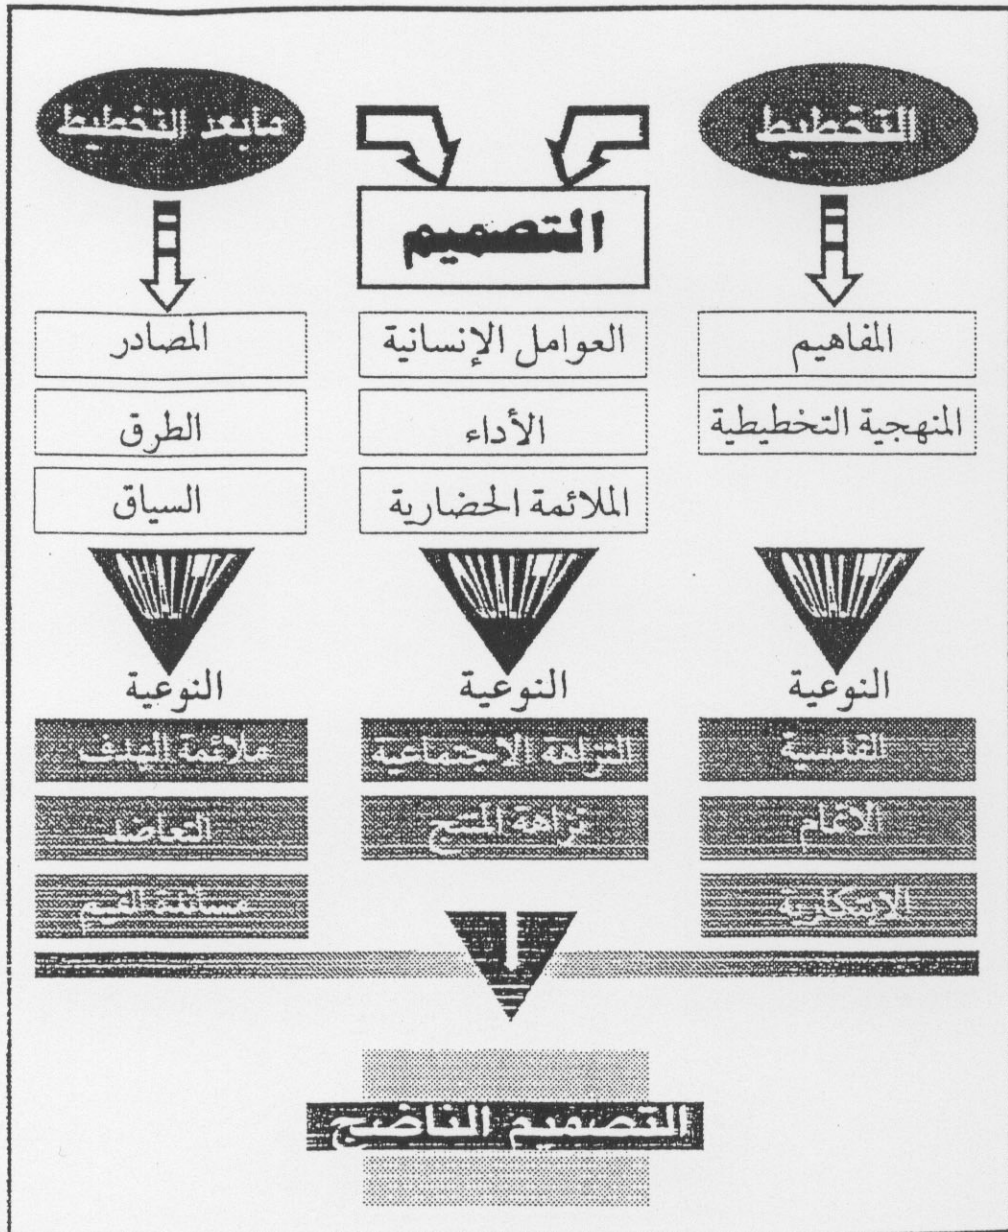 التخطيط
مابعد التخطيط
التصميم
المفاهيم
العوامل الإنسانية
المصادر
المنهجية التخطيطية
الأداء
الطرق
الملائمة الحضارية
السياق
النوعية
النوعية
النوعية
النزاهة الاجتماعية
ملائمة الهدف
نزاهة المنتج
التعاضد
الابتكارية
التصميم الناضج